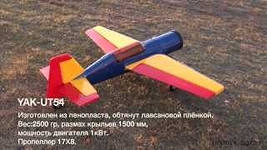 YAK-UT54
Изготовлен из пенопласта, обтянут лавсановой плёнкой.
Вес:2500 гр, размах крыльев 1500 мм,
мощность двигателя 1кВт.
Пропеллер 17Х8.